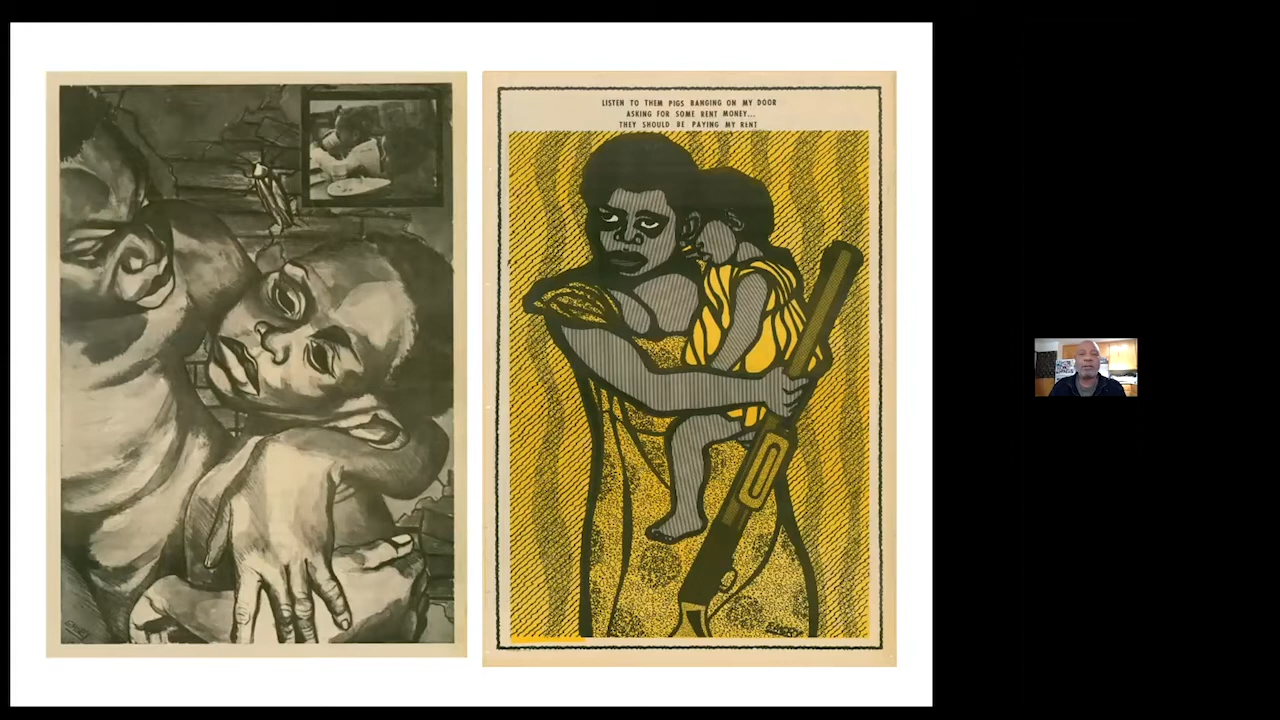 LISTEN TO THEM PIGS BANGING ON MY DOOR
ASKING FOR SOME RENT MONEY...
THEY SHOULD BE PAYING MY RENT
EMORY